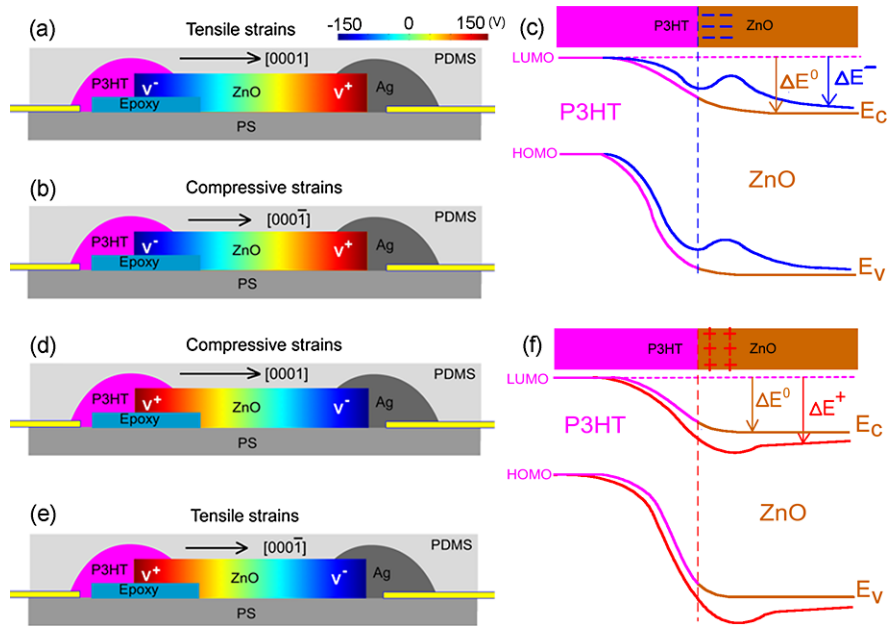 (a) Tensile strains
-150 0 150 (V)
[0001]
PDMS
P3HT V⁻ ZnO V⁺ Ag
Epoxy
PS
(b) Compressive strains
[0001̅]
PDMS
P3HT V⁻ ZnO V⁺ Ag
Epoxy
PS
(c) P3HT ZnO
LUMO
ΔE⁰ ΔE⁻
E_C
P3HT
HOMO
ZnO
E_V
(d) Compressive strains
[0001]
PDMS
P3HT V⁺ ZnO V⁻ Ag
Epoxy
PS
(e) Tensile strains
[0001̅]
PDMS
P3HT V⁺ ZnO V⁻ Ag
Epoxy
PS
(f) P3HT ZnO
LUMO
ΔE⁰ ΔE⁺
E_C
P3HT
HOMO
ZnO
E_V